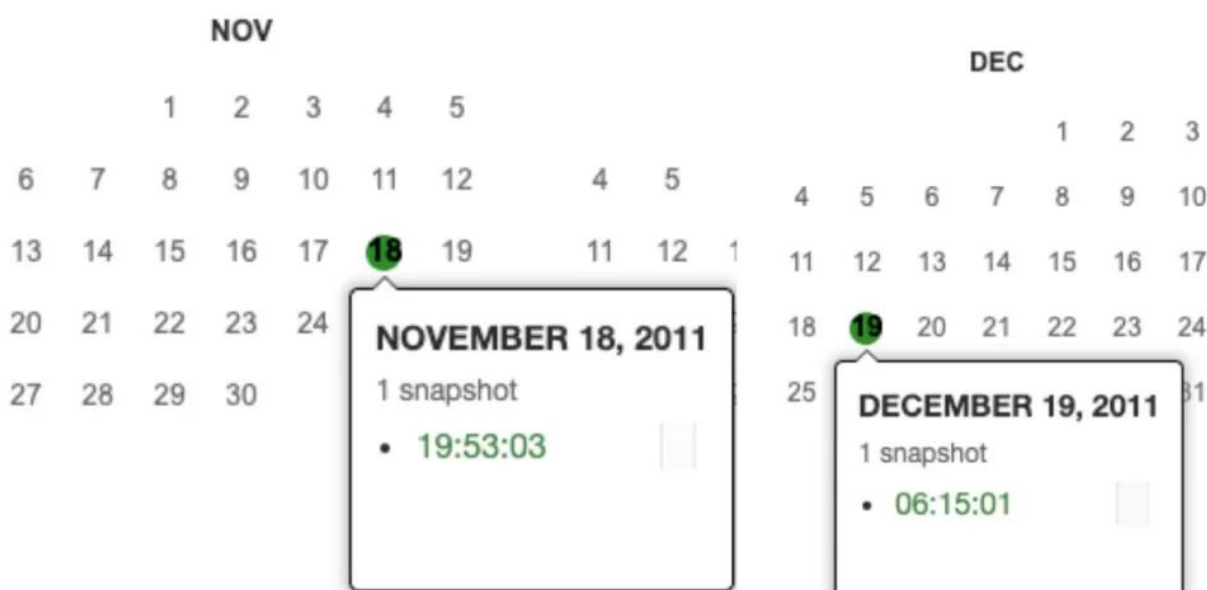 NOV
1 2 3 4 5
6 7 8 9 10 11 12
13 14 15 16 17 18 19
20 21 22 23 24
27 28 29 30
NOVEMBER 18, 2011
1 snapshot
• 19:53:03
4 5
11 12
DEC
1 2 3
4 5 6 7 8 9 10
11 12 13 14 15 16 17
18 19 20 21 22 23 24
25 31
DECEMBER 19, 2011
1 snapshot
• 06:15:01